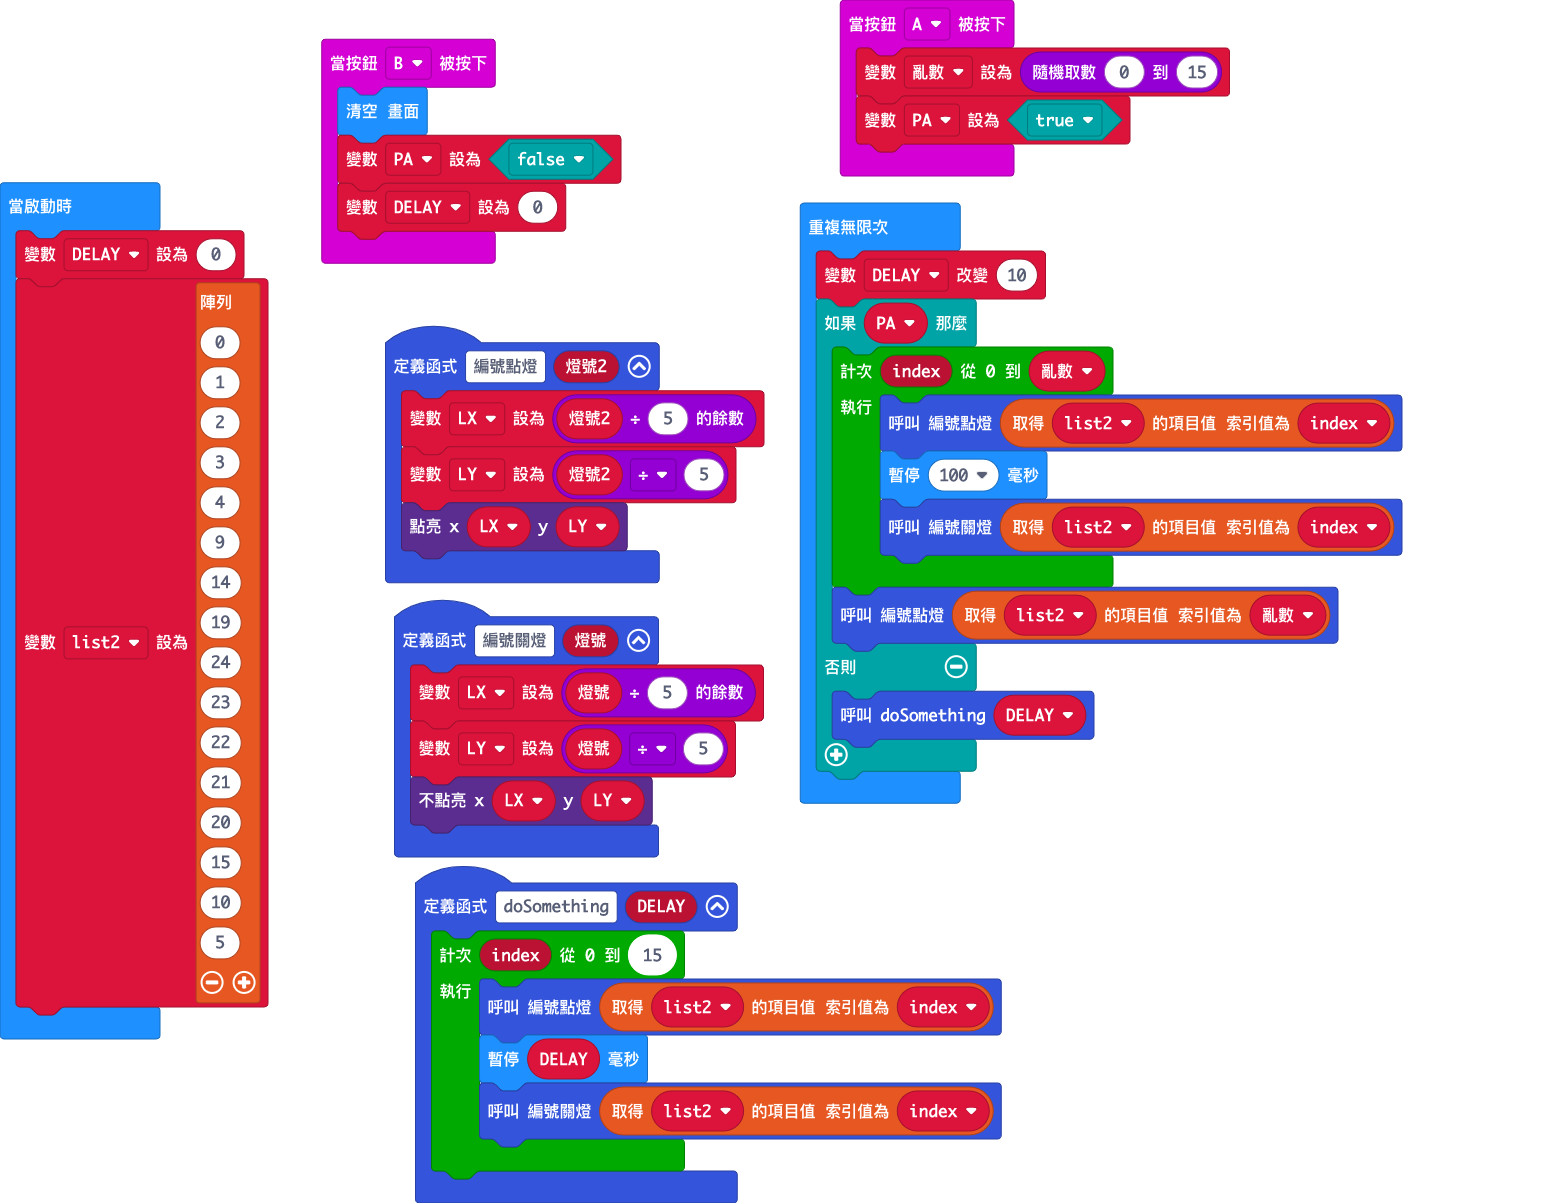 當啟動時
變數 DELAY 設為 0
變數 list2 設為
陣列
0
1
2
3
4
9
14
19
24
23
22
21
20
15
10
5
當按鈕 B 被按下
清空 畫面
變數 PA 設為 false
變數 DELAY 設為 0
定義函式 編號點燈 燈號2
變數 LX 設為 燈號2 ÷ 5 的餘數
變數 LY 設為 燈號2 ÷ 5
點亮 x LX y LY
定義函式 編號關燈 燈號
變數 LX 設為 燈號 ÷ 5 的餘數
變數 LY 設為 燈號 ÷ 5
不點亮 x LX y LY
定義函式 doSomething DELAY
計次 index 從 0 到 15
執行
呼叫 編號點燈 取得 list2 的項目值 索引值為 index
暫停 DELAY 毫秒
呼叫 編號關燈 取得 list2 的項目值 索引值為 index
當按鈕 A 被按下
變數 亂數 設為 隨機取數 0 到 15
變數 PA 設為 true
重複無限次
變數 DELAY 改變 10
如果 PA 那麼
計次 index 從 0 到 亂數
執行
呼叫 編號點燈 取得 list2 的項目值 索引值為 index
暫停 100 毫秒
呼叫 編號關燈 取得 list2 的項目值 索引值為 index
呼叫 編號點燈 取得 list2 的項目值 索引值為 亂數
否則
呼叫 doSomething DELAY